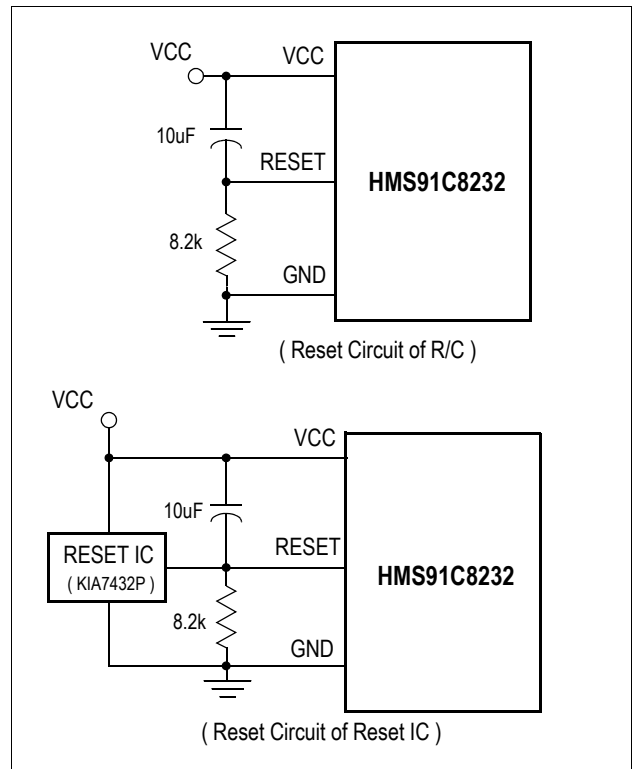 VCC
VCC
10uF
RESET
HMS91C8232
8.2k
GND
( Reset Circuit of R/C )
VCC
VCC
10uF
RESET IC
( KIA7432P )
RESET
HMS91C8232
8.2k
GND
( Reset Circuit of Reset IC )